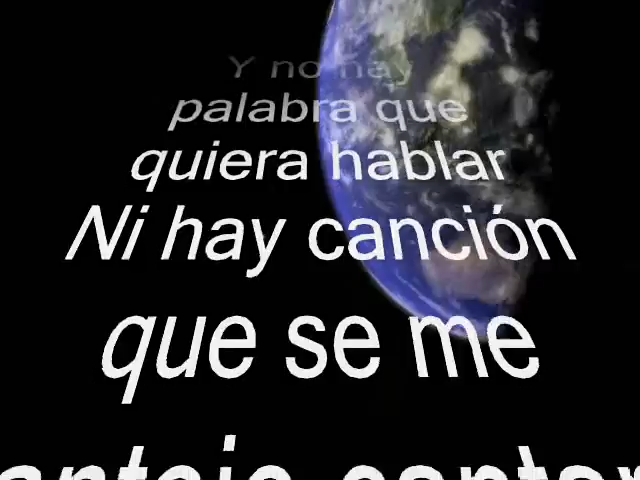 Y no hay
palabra que
quiera hablar
Ni hay canción
que se me